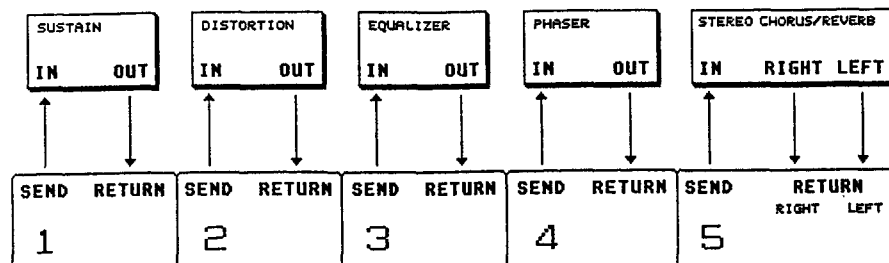 SUSTAIN
IN OUT
DISTORTION
IN OUT
EQUALIZER
IN OUT
PHASER
IN OUT
STEREO CHORUS/REVERB
IN RIGHT LEFT
SEND RETURN
1
SEND RETURN
2
SEND RETURN
3
SEND RETURN
4
SEND RETURN
RIGHT LEFT
5